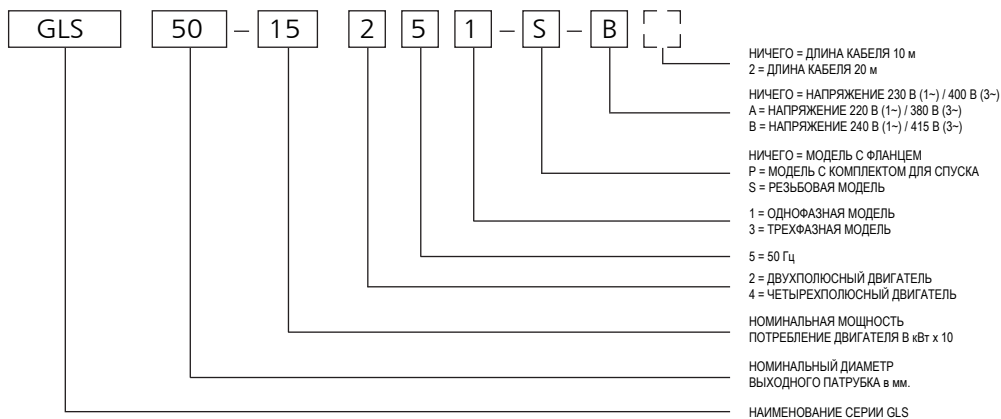 GLS 50 – 15 2 5 1 – S – B
НИЧЕГО = ДЛИНА КАБЕЛЯ 10 м
2 = ДЛИНА КАБЕЛЯ 20 м
НИЧЕГО = НАПРЯЖЕНИЕ 230 В (1~) / 400 В (3~)
А = НАПРЯЖЕНИЕ 220 В (1~) / 380 В (3~)
В = НАПРЯЖЕНИЕ 240 В (1~) / 415 В (3~)
НИЧЕГО = МОДЕЛЬ С ФЛАНЦЕМ
P = МОДЕЛЬ С КОМПЛЕКТОМ ДЛЯ СПУСКА
S = РЕЗЬБОВАЯ МОДЕЛЬ
1 = ОДНОФАЗНАЯ МОДЕЛЬ
3 = ТРЕХФАЗНАЯ МОДЕЛЬ
5 = 50 Гц
2 = ДВУХПОЛЮСНЫЙ ДВИГАТЕЛЬ
4 = ЧЕТЫРЕХПОЛЮСНЫЙ ДВИГАТЕЛЬ
НОМИНАЛЬНАЯ МОЩНОСТЬ
ПОТРЕБЛЕНИЕ ДВИГАТЕЛЯ В кВт x 10
НОМИНАЛЬНЫЙ ДИАМЕТР
ВЫХОДНОГО ПАТРУБКА в мм.
НАИМЕНОВАНИЕ СЕРИИ GLS